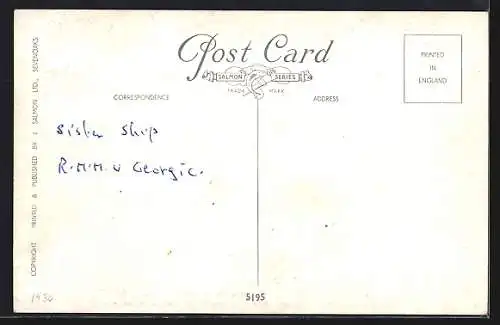 Post Card
SALMON SERIES
TRADE MARK
PRINTED
IN
ENGLAND
CORRESPONDENCE
ADDRESS
Sister Ship
R.M.M.V Georgic.
COPYRIGHT PRINTED & PUBLISHED BY J. SALMON LTD., SEVENOAKS
1930
5195